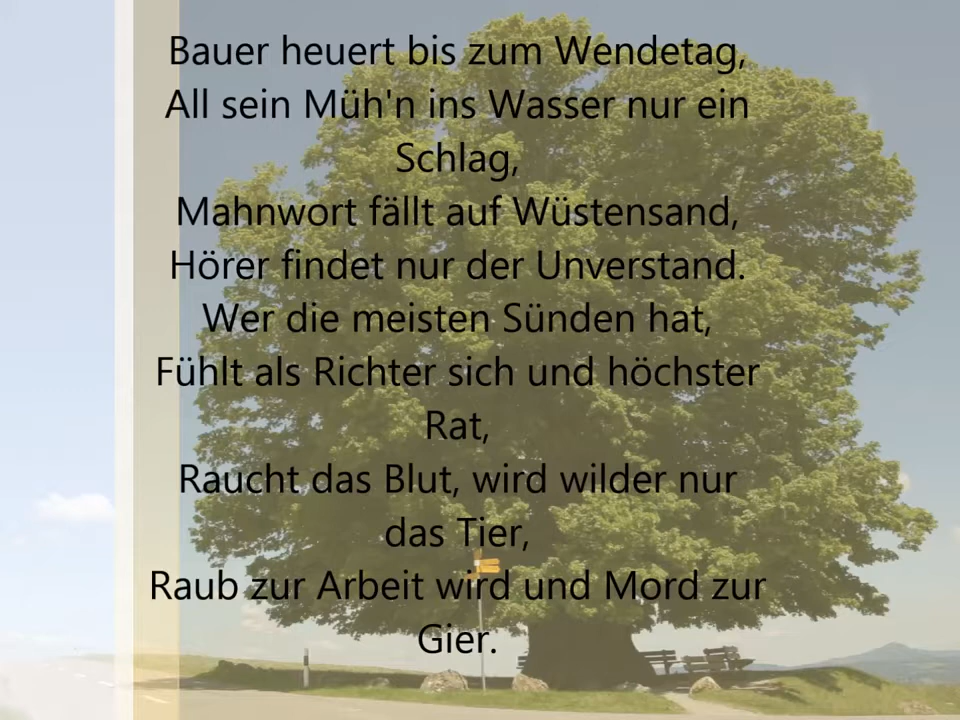 Bauer heuert bis zum Wendetag,
All sein Müh'n ins Wasser nur ein
Schlag,
Mahnwort fällt auf Wüstensand,
Hörer findet nur der Unverstand.
Wer die meisten Sünden hat,
Fühlt als Richter sich und höchster
Rat,
Raucht das Blut, wird wilder nur
das Tier,
Raub zur Arbeit wird und Mord zur
Gier.